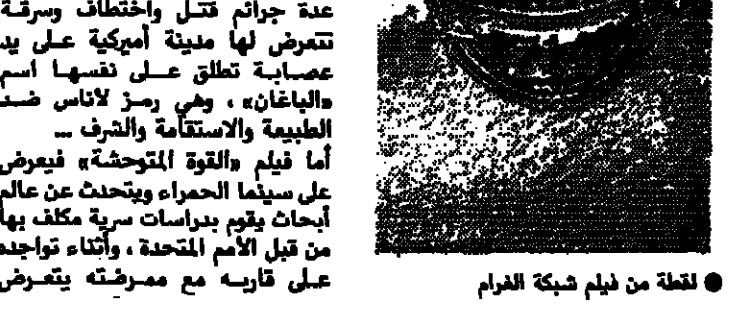 عدة جرائم قتل واختطاف وسرقة
تتعرض لها مدينة أميركية على يد
عصابة تطلق على نفسها اسم
«الباغان» ، وهي رمز لأناس ضد
الطبيعة والاستقامة والشرف ...
أما فيلم «القوة المتوحشة» فيعرض
على سينما الحمراء ويتحدث عن عالم
أبحاث يقوم بدراسات سرية مكلف بها
من قبل الأمم المتحدة ، وأثناء تواجده
على قاربه مع ممرضته يتعرض
● لقطة من فيلم شبكة الغرام